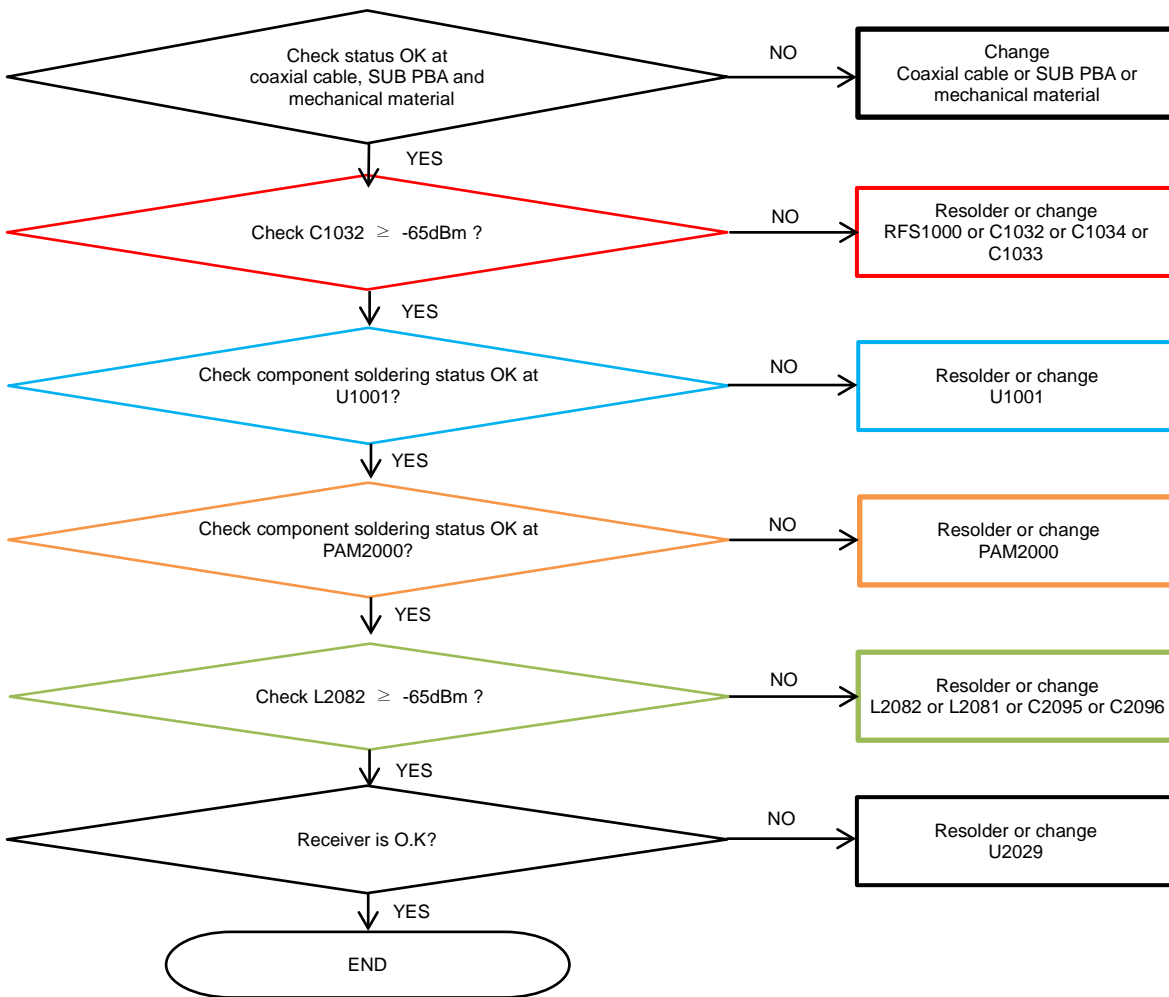 Check status OK at
coaxial cable, SUB PBA and
mechanical material
NO
Change
Coaxial cable or SUB PBA or
mechanical material
YES
Check C1032 ≥ -65dBm ?
NO
Resolder or change
RFS1000 or C1032 or C1034 or
C1033
YES
Check component soldering status OK at
U1001?
NO
Resolder or change
U1001
YES
Check component soldering status OK at
PAM2000?
NO
Resolder or change
PAM2000
YES
Check L2082 ≥ -65dBm ?
NO
Resolder or change
L2082 or L2081 or C2095 or C2096
YES
Receiver is O.K?
NO
Resolder or change
U2029
YES
END